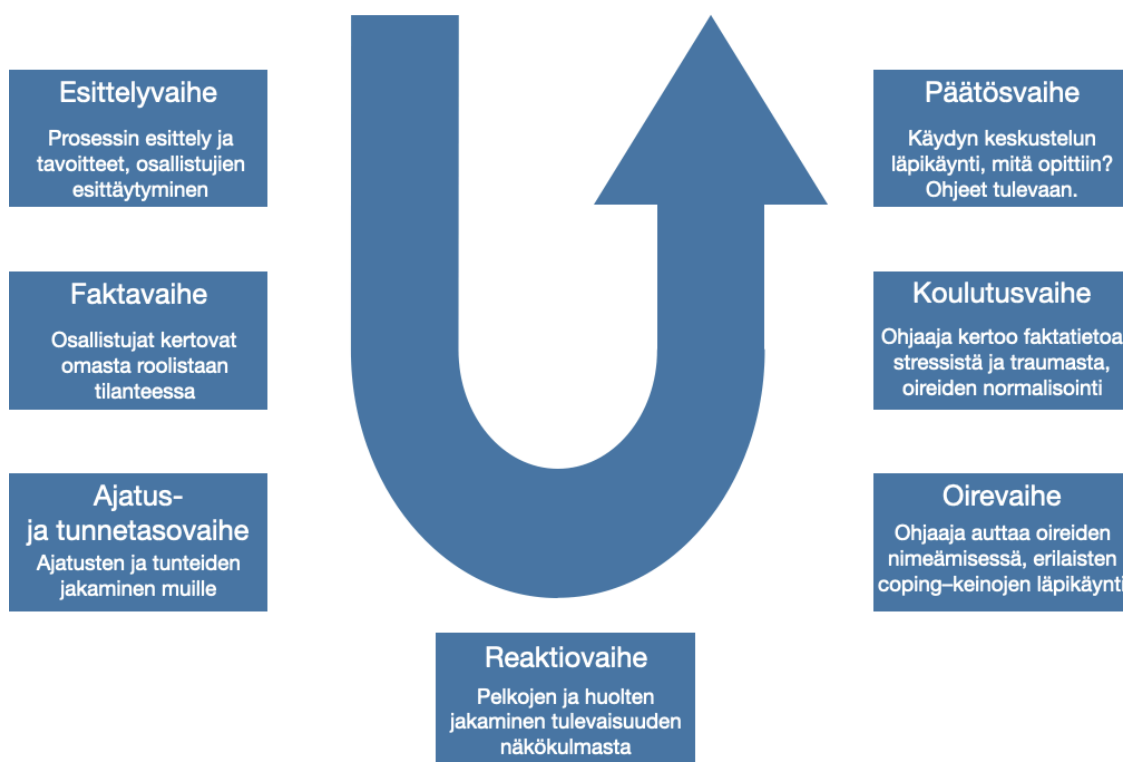 Esittelyvaihe
Prosessin esittely ja
tavoitteet, osallistujien
esittäytyminen
Faktavaihe
Osallistujat kertovat
omasta roolistaan
tilanteessa
Ajatus-
ja tunnetasovaihe
Ajatusten ja tunteiden
jakaminen muille
Reaktiovaihe
Pelkojen ja huolten
jakaminen tulevaisuuden
näkökulmasta
Oirevaihe
Ohjaaja auttaa oireiden
nimeämisessä, erilaisten
coping–keinojen läpikäynti
Koulutusvaihe
Ohjaaja kertoo faktatietoa
stressistä ja traumasta,
oireiden normalisointi
Päätösvaihe
Käydyn keskustelun
läpikäynti, mitä opittiin?
Ohjeet tulevaan.